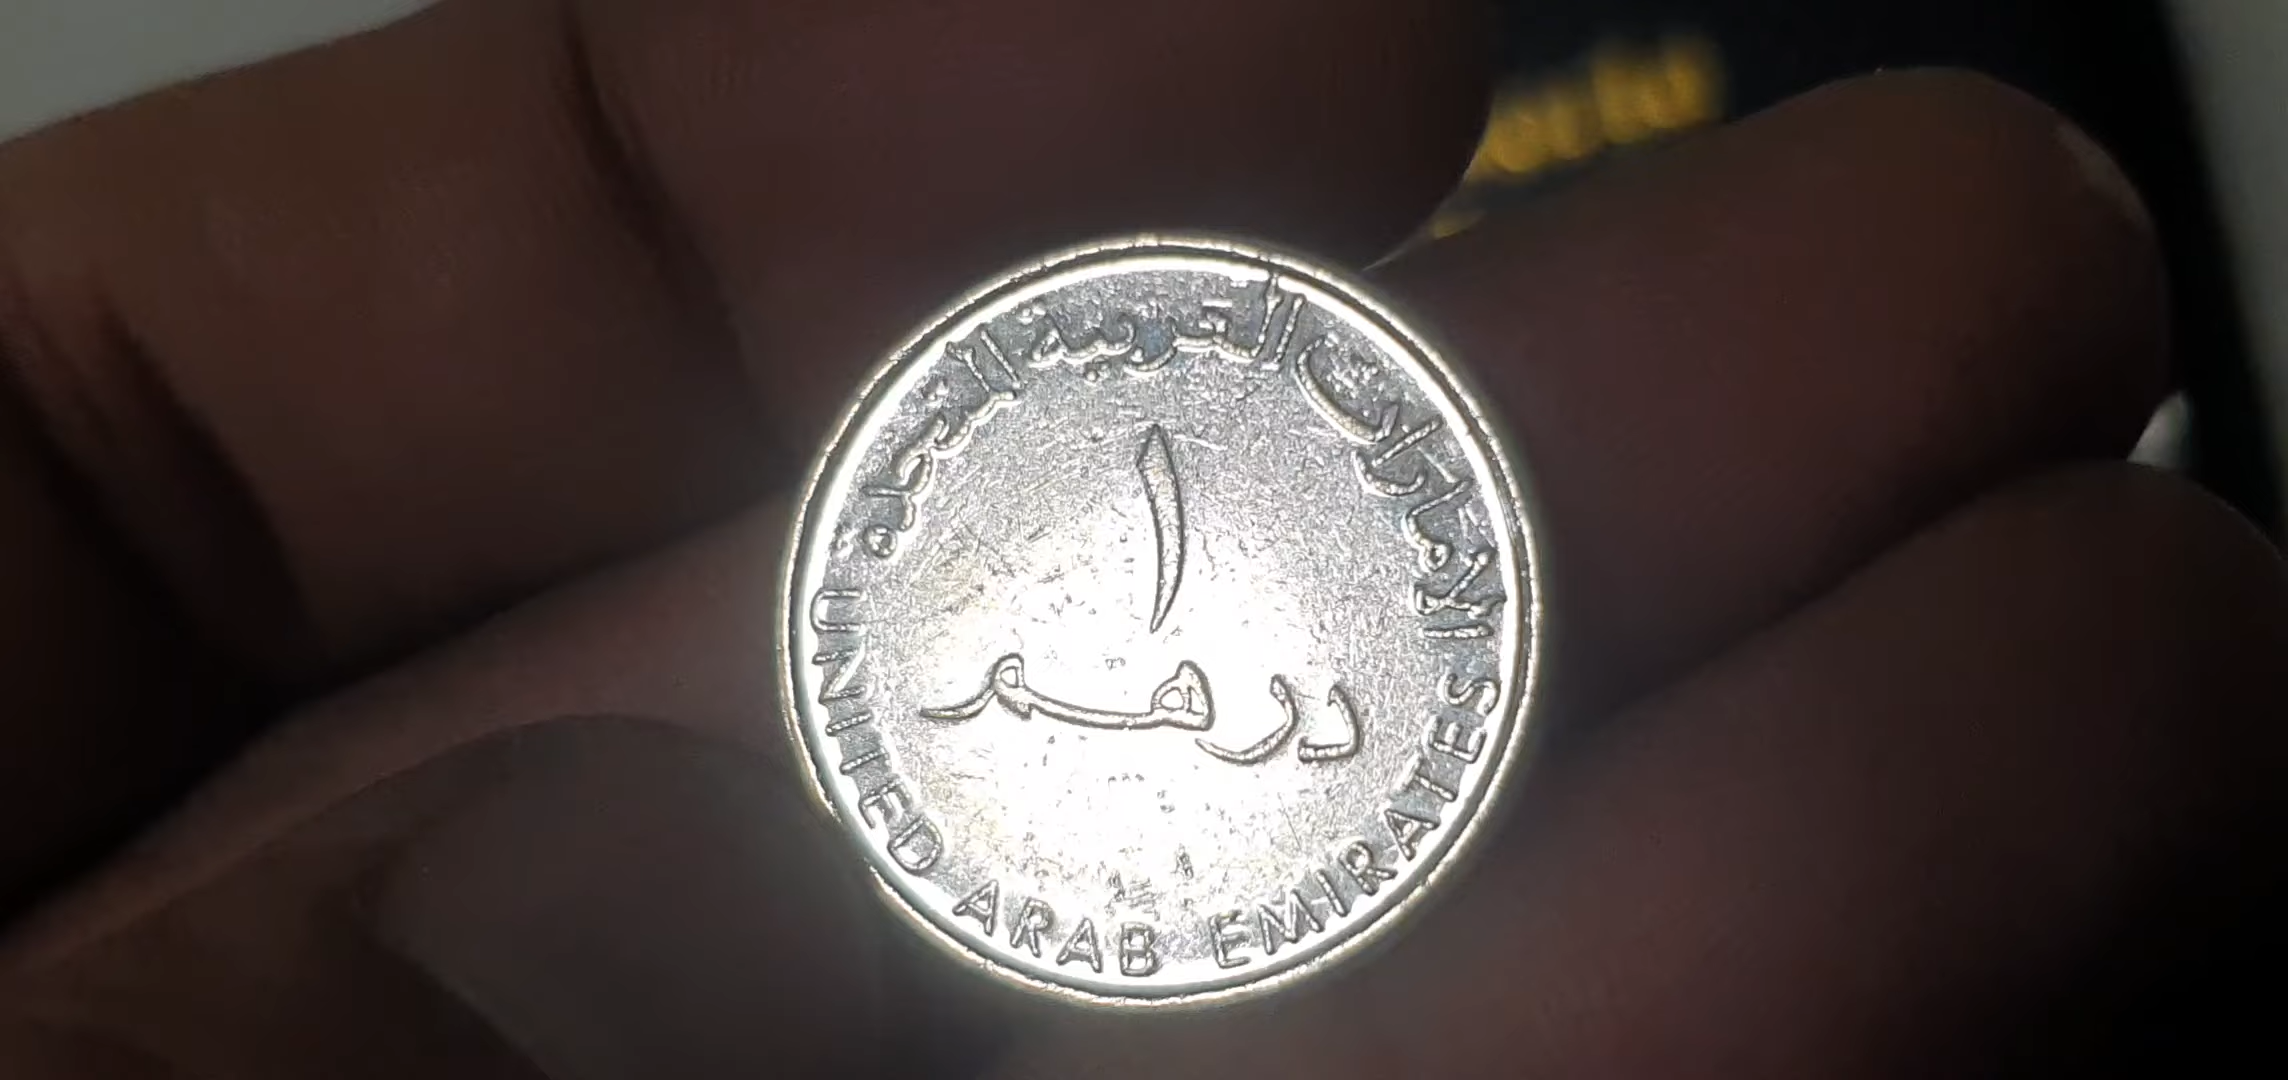 الإمارات العربية المتحدة
١
درهم
UNITED ARAB EMIRATES